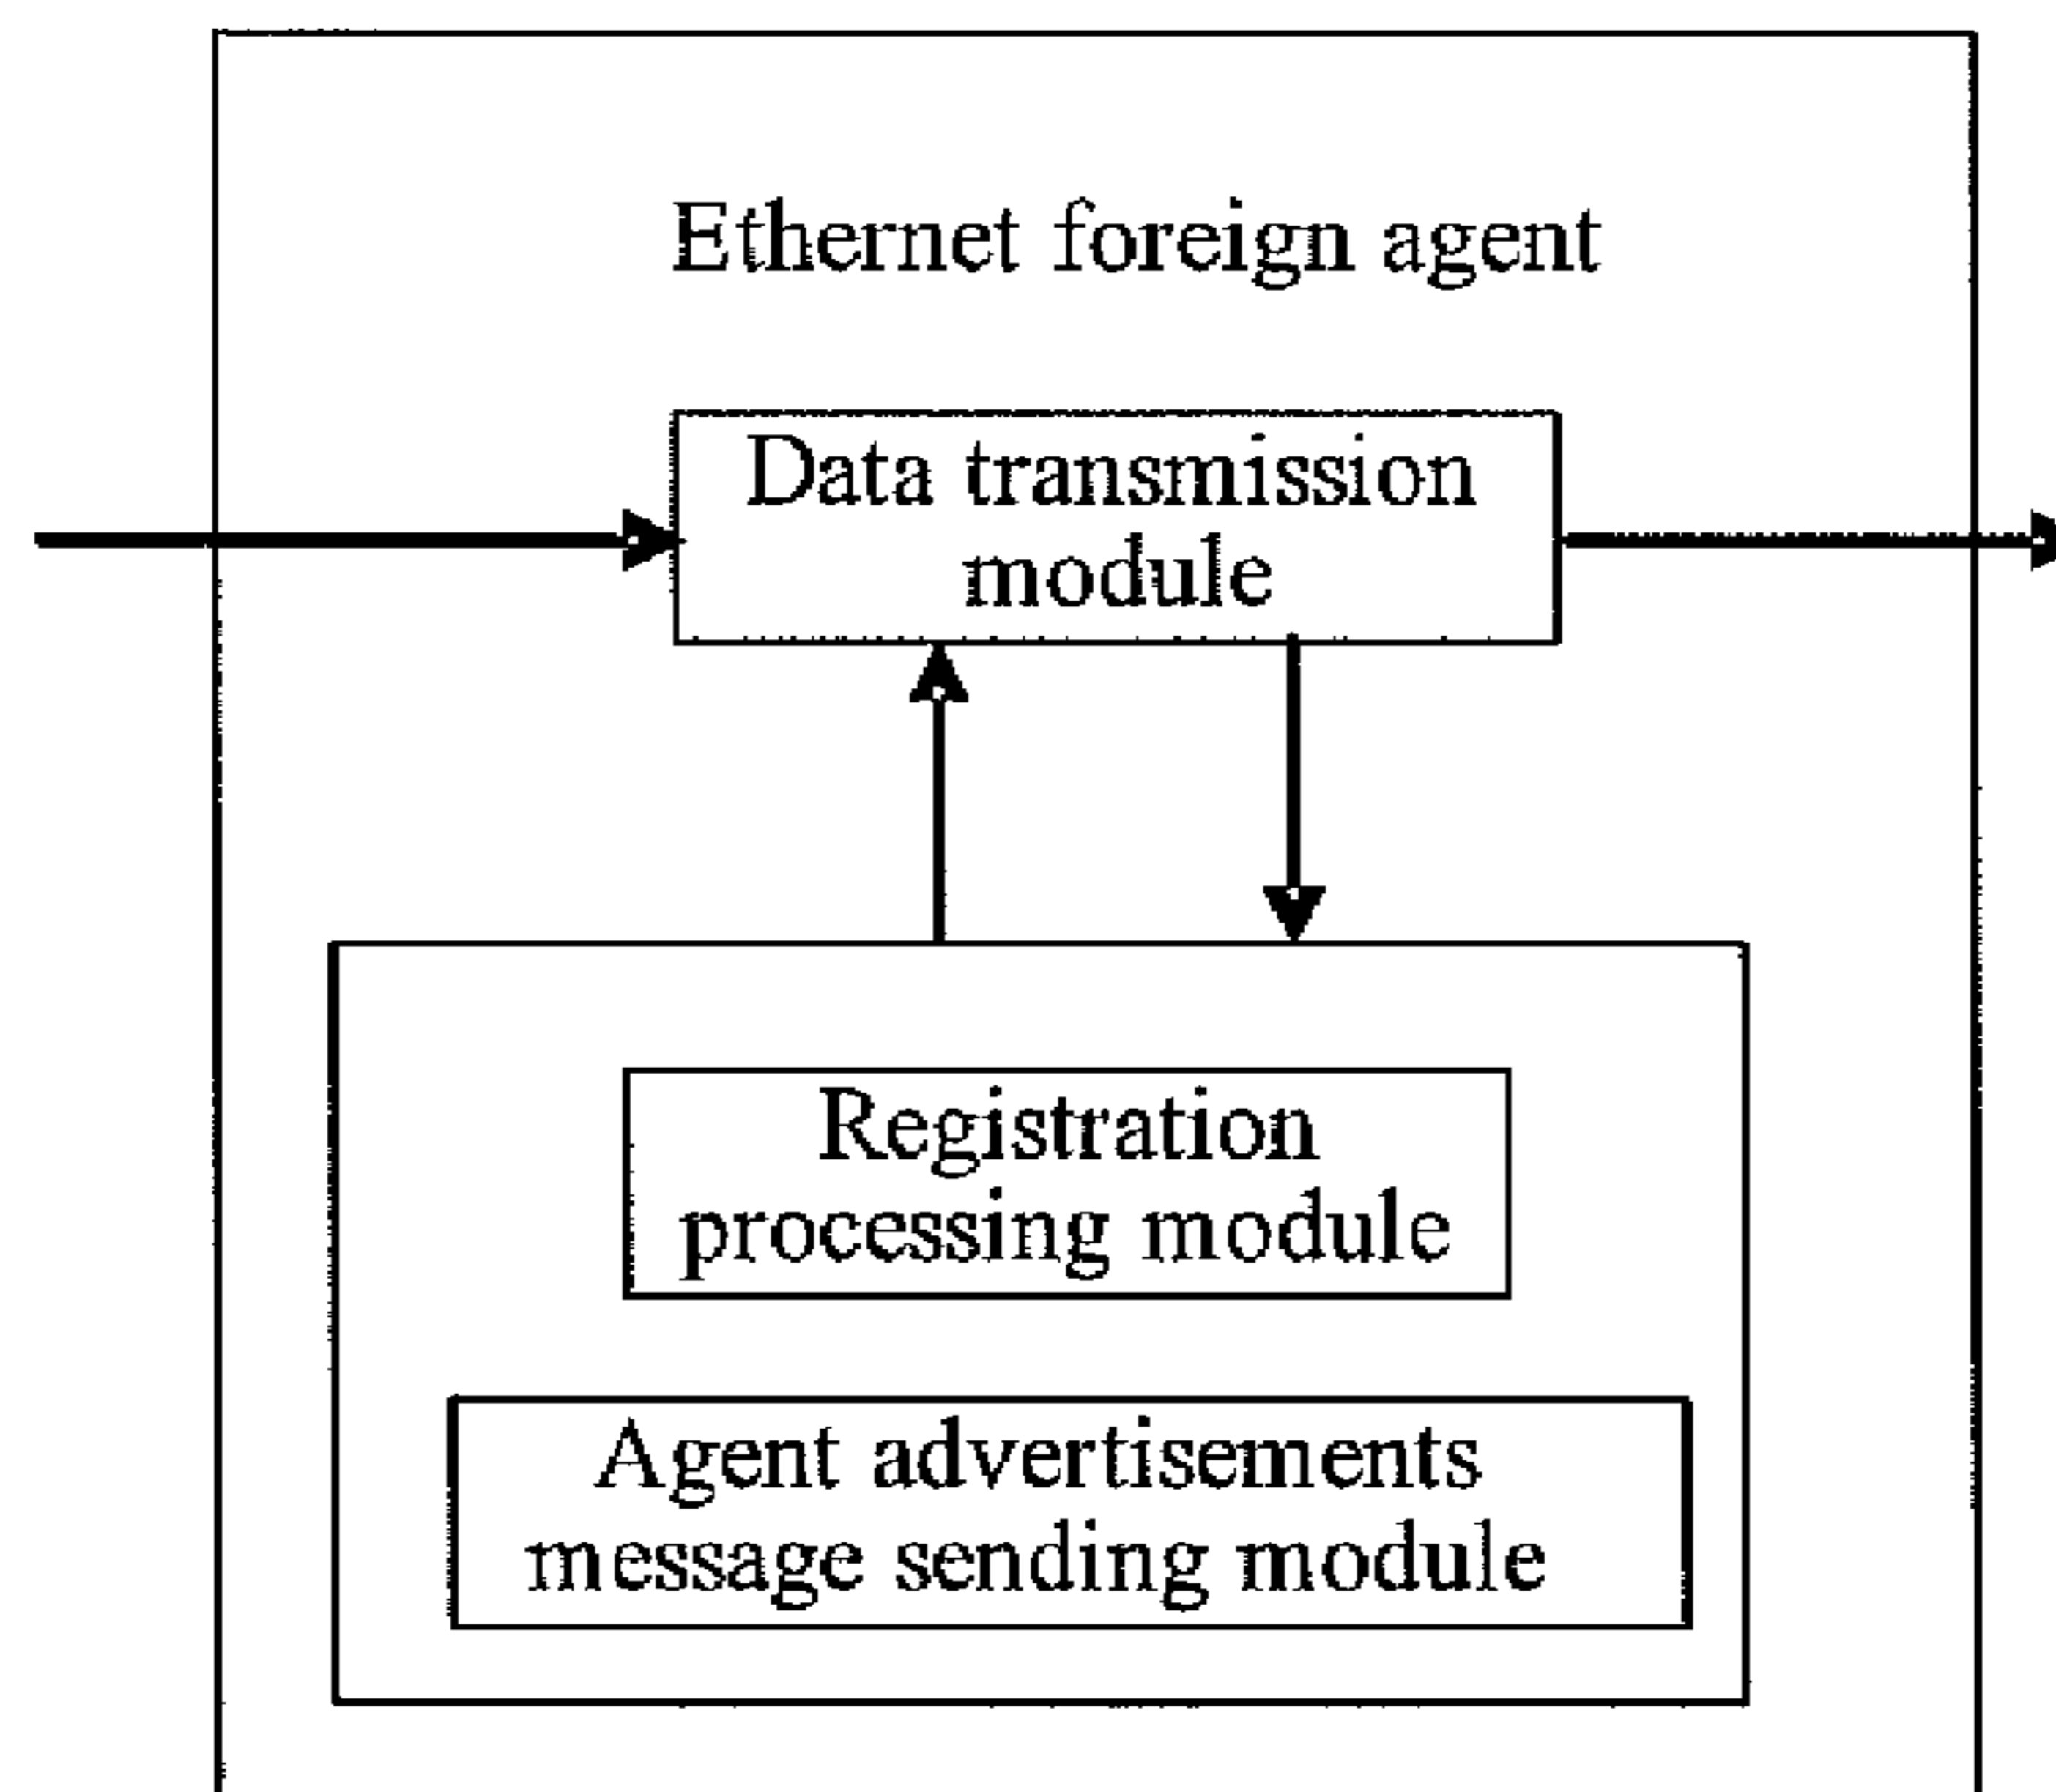 Ethernet foreign agent
Data transmission
module
Registration
processing module
Agent advertisements
message sending module